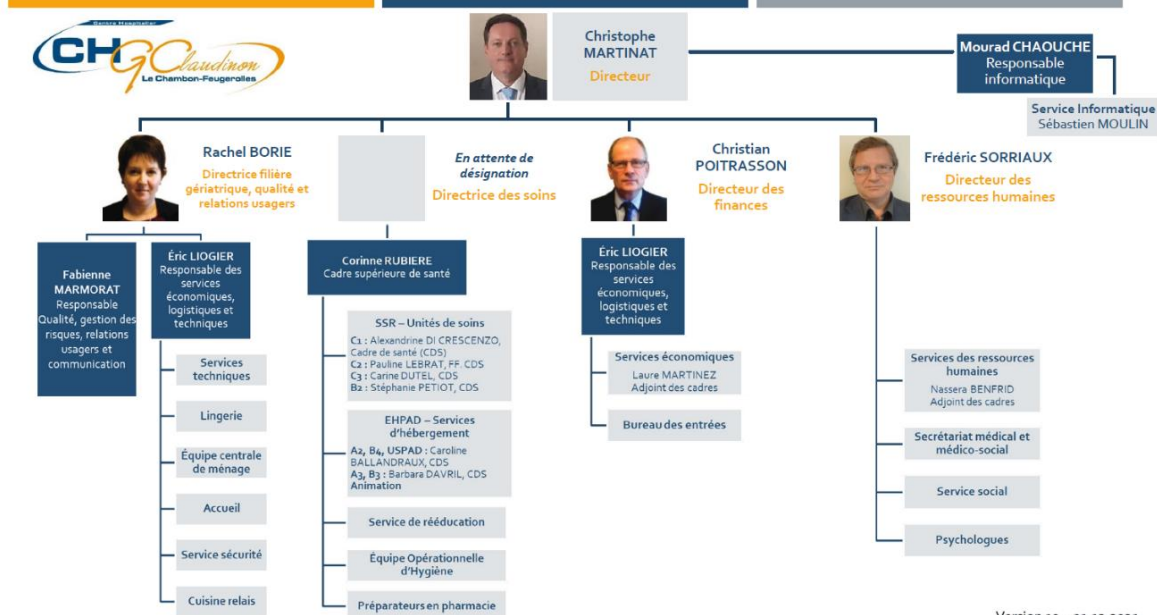 Centre Hospitalier
CHG Claudinon
Le Chambon-Feugerolles
Christophe
MARTINAT
Directeur
Mourad CHAOUCHE
Responsable
informatique
Service Informatique
Sébastien MOULIN
Rachel BORIE
Directrice filière
gériatrique, qualité et
relations usagers
En attente de
désignation
Directrice des soins
Christian
POITRASSON
Directeur des
finances
Frédéric SORRIAUX
Directeur des
ressources humaines
Fabienne
MARMORAT
Responsable
Qualité, gestion des
risques, relations
usagers et
communication
Éric LIOGIER
Responsable des
services
économiques,
logistiques et
techniques
Services
techniques
Lingerie
Équipe centrale
de ménage
Accueil
Service sécurité
Cuisine relais
Corinne RUBIERE
Cadre supérieure de santé
SSR – Unités de soins
C1 : Alexandrine DI CRESCENZO,
Cadre de santé (CDS)
C2 : Pauline LEBRAT, FF. CDS
C3 : Carine DUTEL, CDS
B2 : Stéphanie PETIOT, CDS
EHPAD – Services
d'hébergement
A2, B4, USPAD : Caroline
BALLANDRAUX, CDS
A3, B3 : Barbara DAVRIL, CDS
Animation
Service de rééducation
Équipe Opérationnelle
d'Hygiène
Préparateurs en pharmacie
Éric LIOGIER
Responsable des
services
économiques,
logistiques et
techniques
Services économiques
Laure MARTINEZ
Adjoint des cadres
Bureau des entrées
Services des ressources
humaines
Nassera BENFRID
Adjoint des cadres
Secrétariat médical et
médico-social
Service social
Psychologues